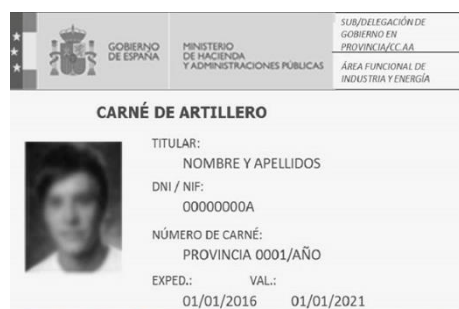 GOBIERNO
DE ESPAÑA
MINISTERIO
DE HACIENDA
Y ADMINISTRACIONES PÚBLICAS
SUB/DELEGACIÓN DE
GOBIERNO EN
PROVINCIA/CC.AA
ÁREA FUNCIONAL DE
INDUSTRIA Y ENERGÍA
CARNÉ DE ARTILLERO
TITULAR:
NOMBRE Y APELLIDOS
DNI / NIF:
00000000A
NÚMERO DE CARNÉ:
PROVINCIA 0001/AÑO
EXPED.: VAL.:
01/01/2016 01/01/2021